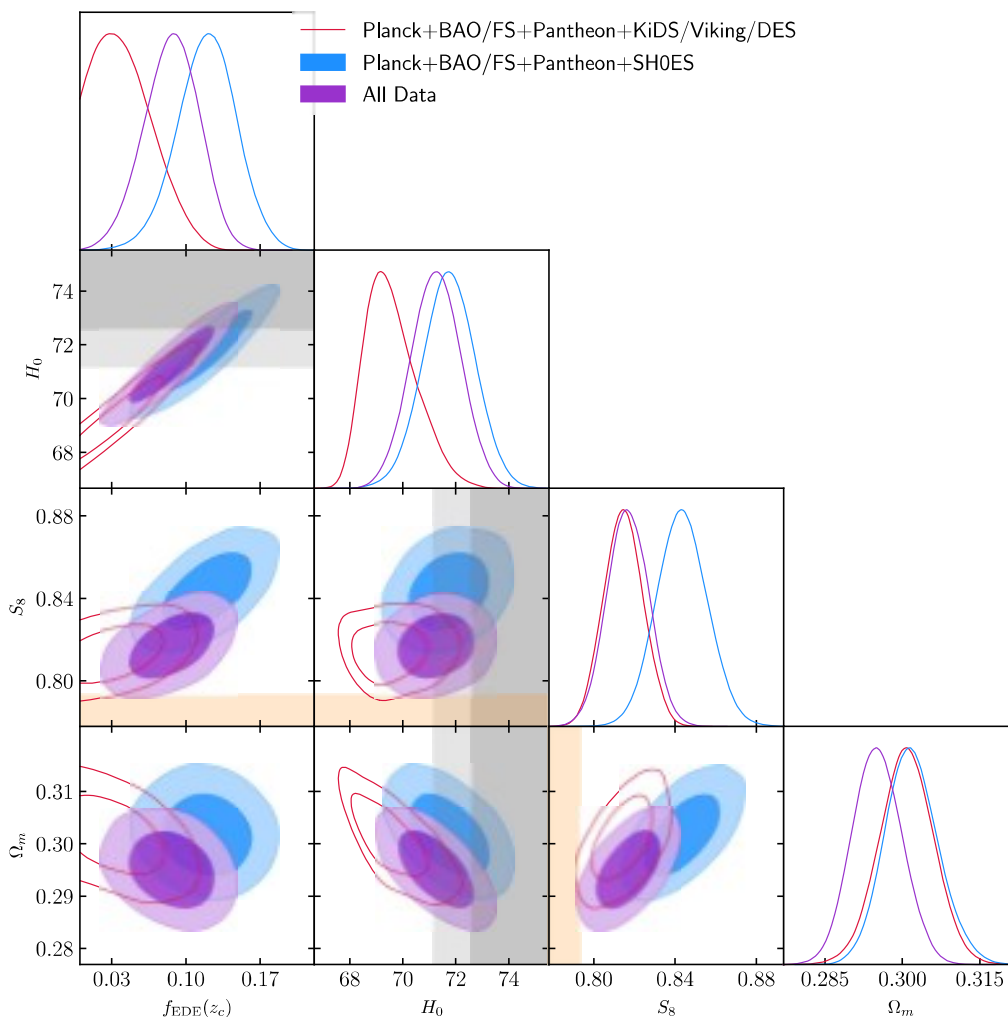 Planck+BAO/FS+Pantheon+KiDS/Viking/DES
Planck+BAO/FS+Pantheon+SH0ES
All Data
74
72
70
68
H₀
0.88
0.84
0.80
S₈
0.31
0.30
0.29
0.28
Ωₘ
0.03 0.10 0.17
68 70 72 74
0.80 0.84 0.88
0.285 0.300 0.315
f_EDE(z_c)
H₀
S₈
Ωₘ